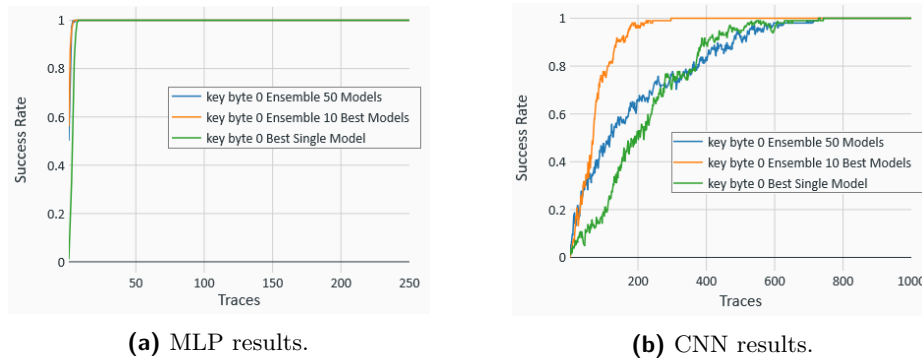 1
0.8
0.6
0.4
0.2
0
Success Rate
key byte 0 Ensemble 50 Models
key byte 0 Ensemble 10 Best Models
key byte 0 Best Single Model
50
100
150
200
250
Traces
(a) MLP results.
1
0.8
0.6
0.4
0.2
0
Success Rate
key byte 0 Ensemble 50 Models
key byte 0 Ensemble 10 Best Models
key byte 0 Best Single Model
200
400
600
800
1000
Traces
(b) CNN results.